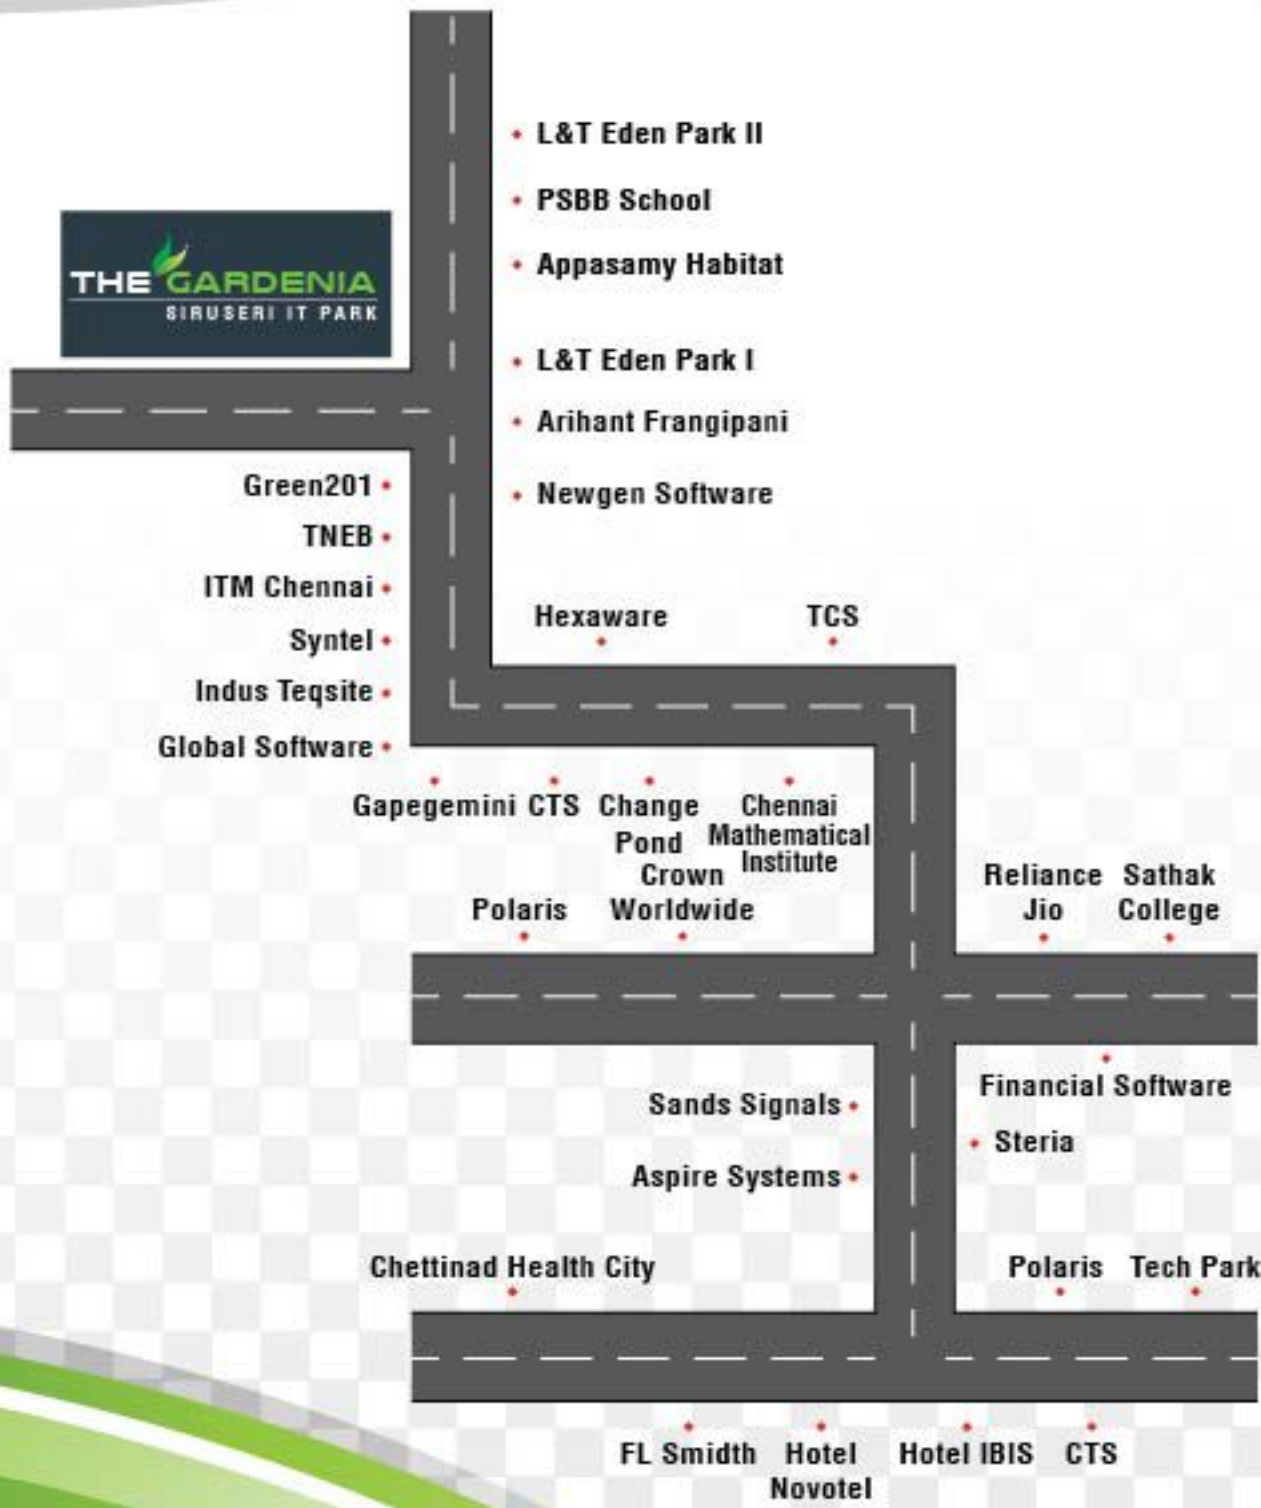 L&T Eden Park II
PSBB School
THE GARDENIA
SIRUSERI IT PARK
Appasamy Habitat
L&T Eden Park I
Arihant Frangipani
Green201
Newgen Software
TNEB
ITM Chennai
Syntel
Indus Teqsite
Global Software
Hexaware
TCS
Gapegemini
CTS
Change
Pond
Chennai
Mathematical
Institute
Polaris
Crown
Worldwide
Reliance
Jio
Sathak
College
Financial Software
Sands Signals
Steria
Aspire Systems
Chettinad Health City
Polaris
Tech Park
FL Smidth
Hotel
Novotel
Hotel IBIS
CTS